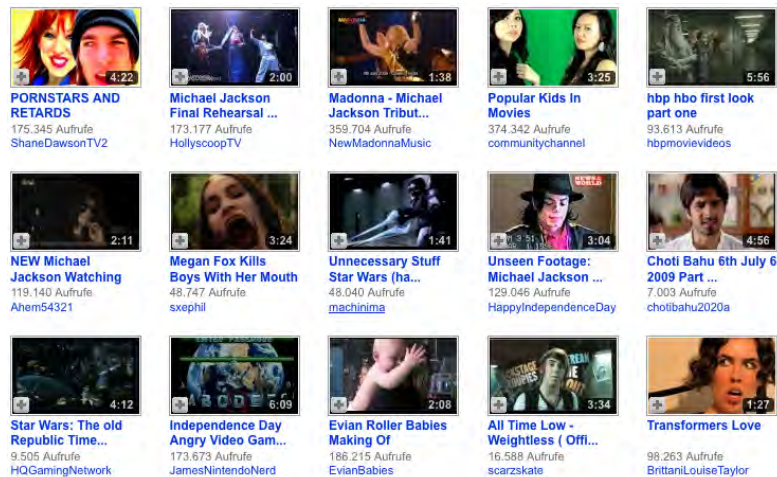 4:22
2:00
1:38
3:25
5:56
PORNSTARS AND
RETARDS
175.345 Aufrufe
ShaneDawsonTV2
Michael Jackson
Final Rehearsal ...
173.177 Aufrufe
HollyscoopTV
Madonna - Michael
Jackson Tribut...
359.704 Aufrufe
NewMadonnaMusic
Popular Kids In
Movies
374.342 Aufrufe
communitychannel
hbp hbo first look
part one
93.613 Aufrufe
hbpmovievideos
2:11
3:24
1:41
NEWS
WORLD
3:04
4:56
NEW Michael
Jackson Watching
119.140 Aufrufe
Ahem54321
Megan Fox Kills
Boys With Her Mouth
48.747 Aufrufe
sxephil
Unnecessary Stuff
Star Wars (ha...
48.040 Aufrufe
machinima
Unseen Footage:
Michael Jackson ...
129.046 Aufrufe
HappyIndependenceDay
Choti Bahu 6th July 6
2009 Part ...
7.003 Aufrufe
chotibahu2020a
4:12
ENTER PASSWORD
6:09
2:08
BACKSTAGE
3:34
1:27
Star Wars: The old
Republic Time...
9.505 Aufrufe
HQGamingNetwork
Independence Day
Angry Video Gam...
173.673 Aufrufe
JamesNintendoNerd
Evian Roller Babies
Making Of
186.215 Aufrufe
EvianBabies
All Time Low -
Weightless ( Offi...
16.588 Aufrufe
scarzskate
Transformers Love
98.263 Aufrufe
BrittaniLouiseTaylor